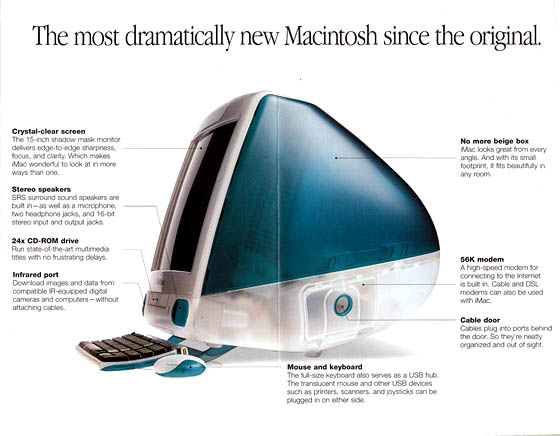 The most dramatically new Macintosh since the original.
Crystal-clear screen
The 15-inch shadow mask monitor
delivers edge-to-edge sharpness,
focus, and clarity. Which makes
iMac wonderful to look at in more
ways than one.
Stereo speakers
SRS surround sound speakers are
built in—as well as a microphone,
two headphone jacks, and 16-bit
stereo input and output jacks.
24x CD-ROM drive
Run state-of-the-art multimedia
titles with no frustrating delays.
Infrared port
Download images and data from
compatible IR-equipped digital
cameras and computers—without
attaching cables.
iMac
No more beige box
iMac looks great from every
angle. And with its small
footprint, it fits beautifully in
any room.
56K modem
A high-speed modem for
connecting to the Internet
is built in. Cable and DSL
modems can also be used
with iMac.
Cable door
Cables plug into ports behind
the door. So they're neatly
organized and out of sight.
Mouse and keyboard
The full-size keyboard also serves as a USB hub.
The translucent mouse and other USB devices
such as printers, scanners, and joysticks can be
plugged in on either side.